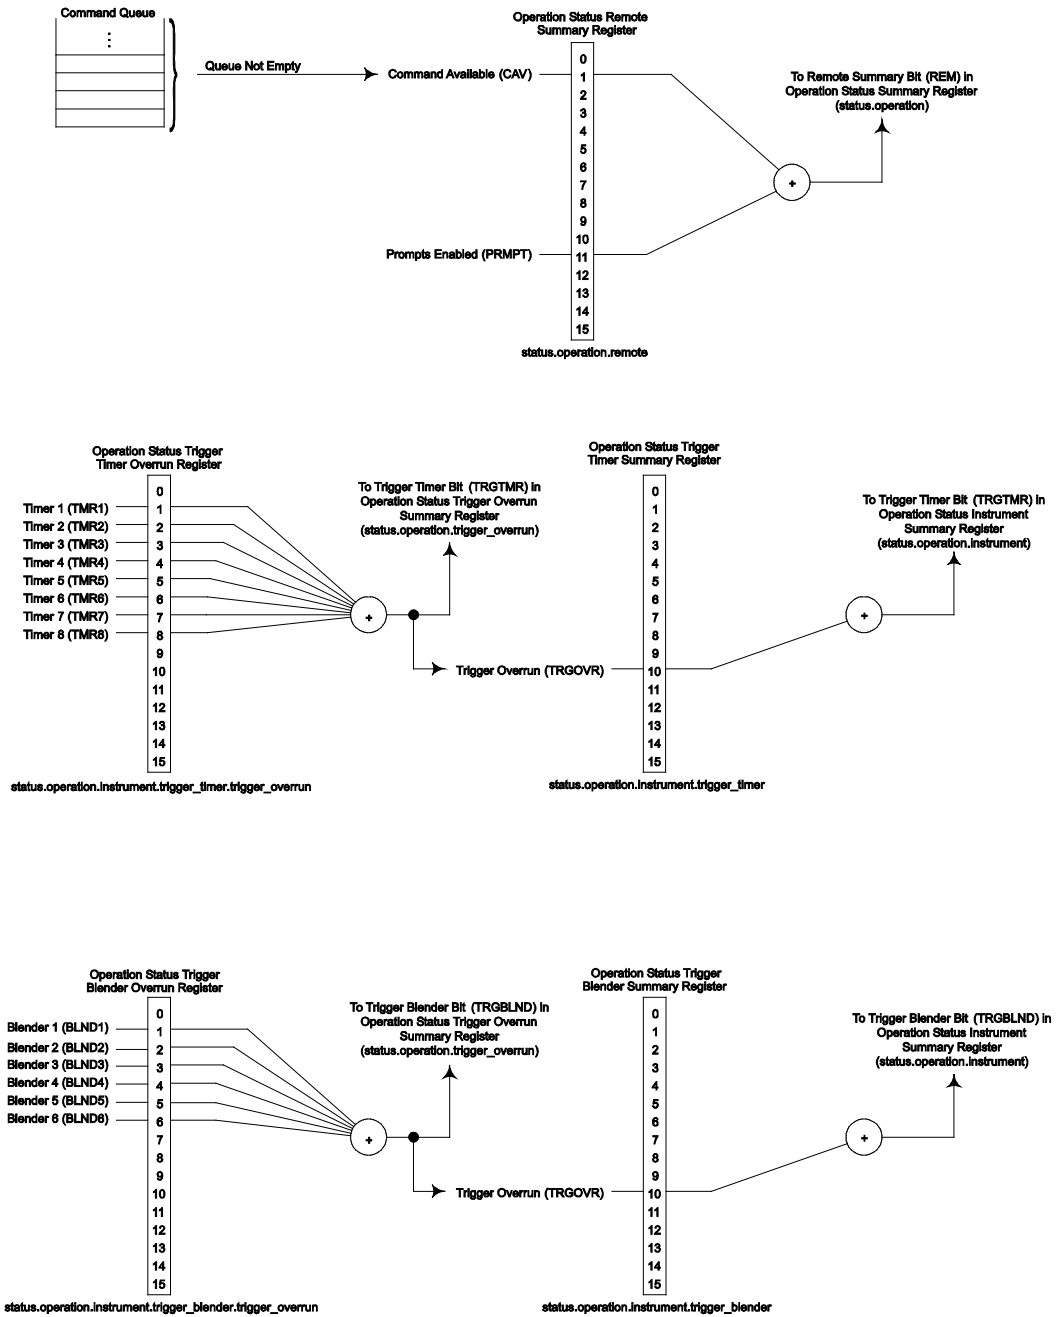 Command Queue
Queue Not Empty
Command Available (CAV)
Operation Status Remote
Summary Register
0
1
2
3
4
5
6
7
8
9
10
11
12
13
14
15
Prompts Enabled (PRMPT)
status.operation.remote
+
To Remote Summary Bit (REM) in
Operation Status Summary Register
(status.operation)
Operation Status Trigger
Timer Overrun Register
Timer 1 (TMR1)
Timer 2 (TMR2)
Timer 3 (TMR3)
Timer 4 (TMR4)
Timer 5 (TMR5)
Timer 6 (TMR6)
Timer 7 (TMR7)
Timer 8 (TMR8)
0
1
2
3
4
5
6
7
8
9
10
11
12
13
14
15
status.operation.instrument.trigger_timer.trigger_overrun
+
To Trigger Timer Bit (TRGTMR) in
Operation Status Trigger Overrun
Summary Register
(status.operation.trigger_overrun)
Trigger Overrun (TRGOVR)
Operation Status Trigger
Timer Summary Register
0
1
2
3
4
5
6
7
8
9
10
11
12
13
14
15
status.operation.instrument.trigger_timer
+
To Trigger Timer Bit (TRGTMR) in
Operation Status Instrument
Summary Register
(status.operation.instrument)
Operation Status Trigger
Blender Overrun Register
Blender 1 (BLND1)
Blender 2 (BLND2)
Blender 3 (BLND3)
Blender 4 (BLND4)
Blender 5 (BLND5)
Blender 6 (BLND6)
0
1
2
3
4
5
6
7
8
9
10
11
12
13
14
15
status.operation.instrument.trigger_blender.trigger_overrun
+
To Trigger Blender Bit (TRGBLND) in
Operation Status Trigger Overrun
Summary Register
(status.operation.trigger_overrun)
Trigger Overrun (TRGOVR)
Operation Status Trigger
Blender Summary Register
0
1
2
3
4
5
6
7
8
9
10
11
12
13
14
15
status.operation.instrument.trigger_blender
+
To Trigger Blender Bit (TRGBLND) in
Operation Status Instrument
Summary Register
(status.operation.instrument)